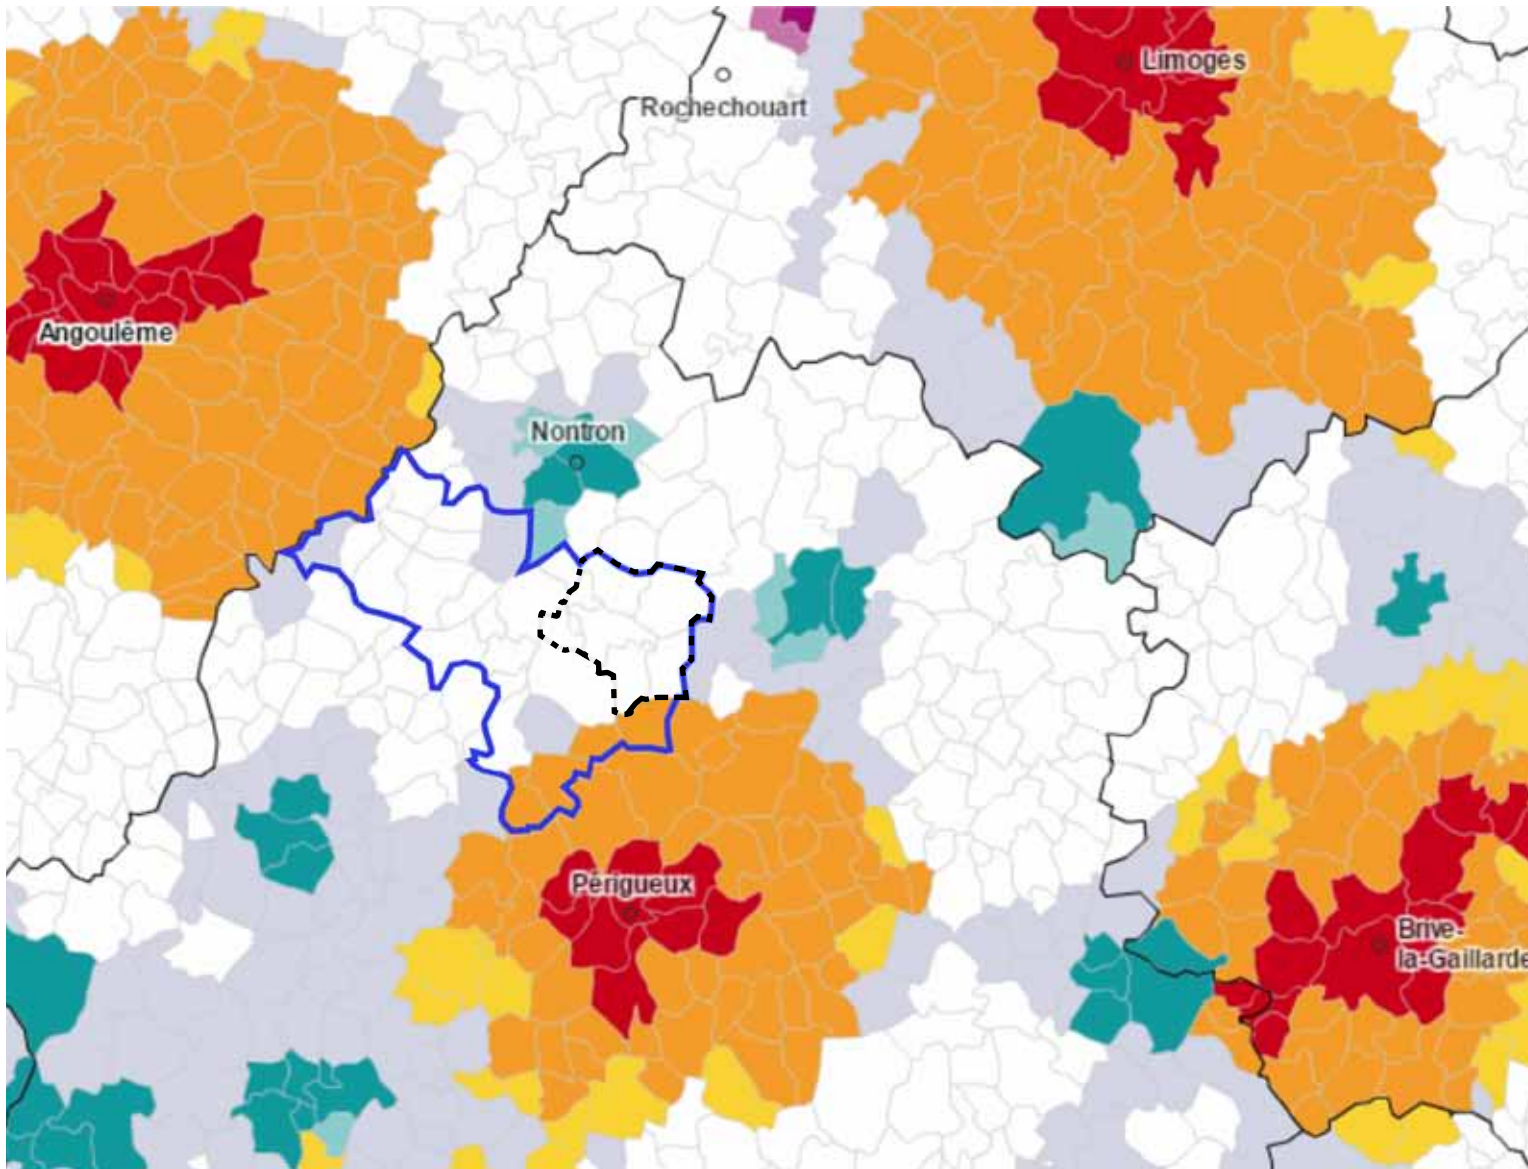 Limoges
Rochechouart
Angoulême
Nontron
Périgueux
Brive-
la-Gaillarde